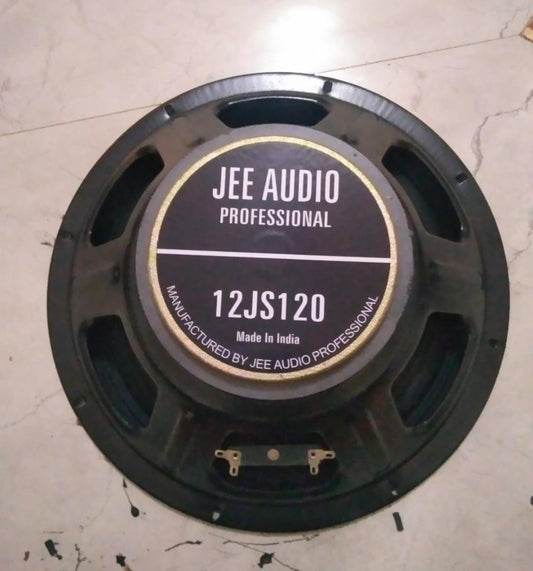 JEE AUDIO
PROFESSIONAL
12JS120
Made In India
MANUFACTURED BY JEE AUDIO PROFESSIONAL